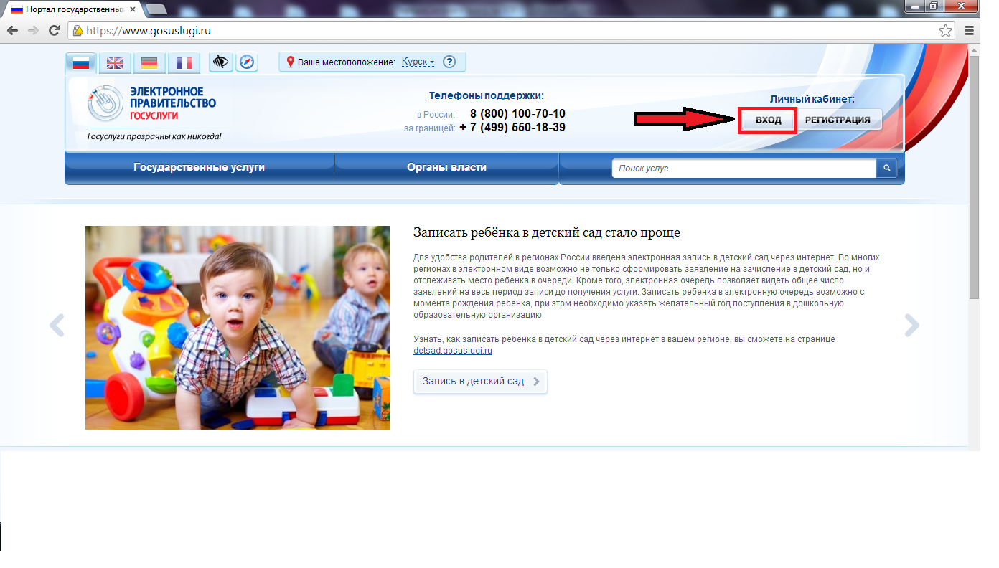 Портал государственных
https://www.gosuslugi.ru
Ваше местоположение: Курск ?
ЭЛЕКТРОННОЕ
ПРАВИТЕЛЬСТВО
ГОСУСЛУГИ
Госуслуги прозрачны как никогда!
Телефоны поддержки:
в России: 8 (800) 100-70-10
за границей: + 7 (499) 550-18-39
Личный кабинет:
ВХОД РЕГИСТРАЦИЯ
Государственные услуги Органы власти Поиск услуг
Записать ребёнка в детский сад стало проще
Для удобства родителей в регионах России введена электронная запись в детский сад через интернет. Во многих
регионах в электронном виде возможно не только сформировать заявление на зачисление в детский сад, но и
отслеживать место ребенка в очереди. Кроме того, электронная очередь позволяет видеть общее число
заявлений на весь период записи до получения услуги. Записать ребенка в электронную очередь возможно с
момента рождения ребенка, при этом необходимо указать желательный год поступления в дошкольную
образовательную организацию.
Узнать, как записать ребёнка в детский сад через интернет в вашем регионе, вы сможете на странице
detsad.gosuslugi.ru
Запись в детский сад